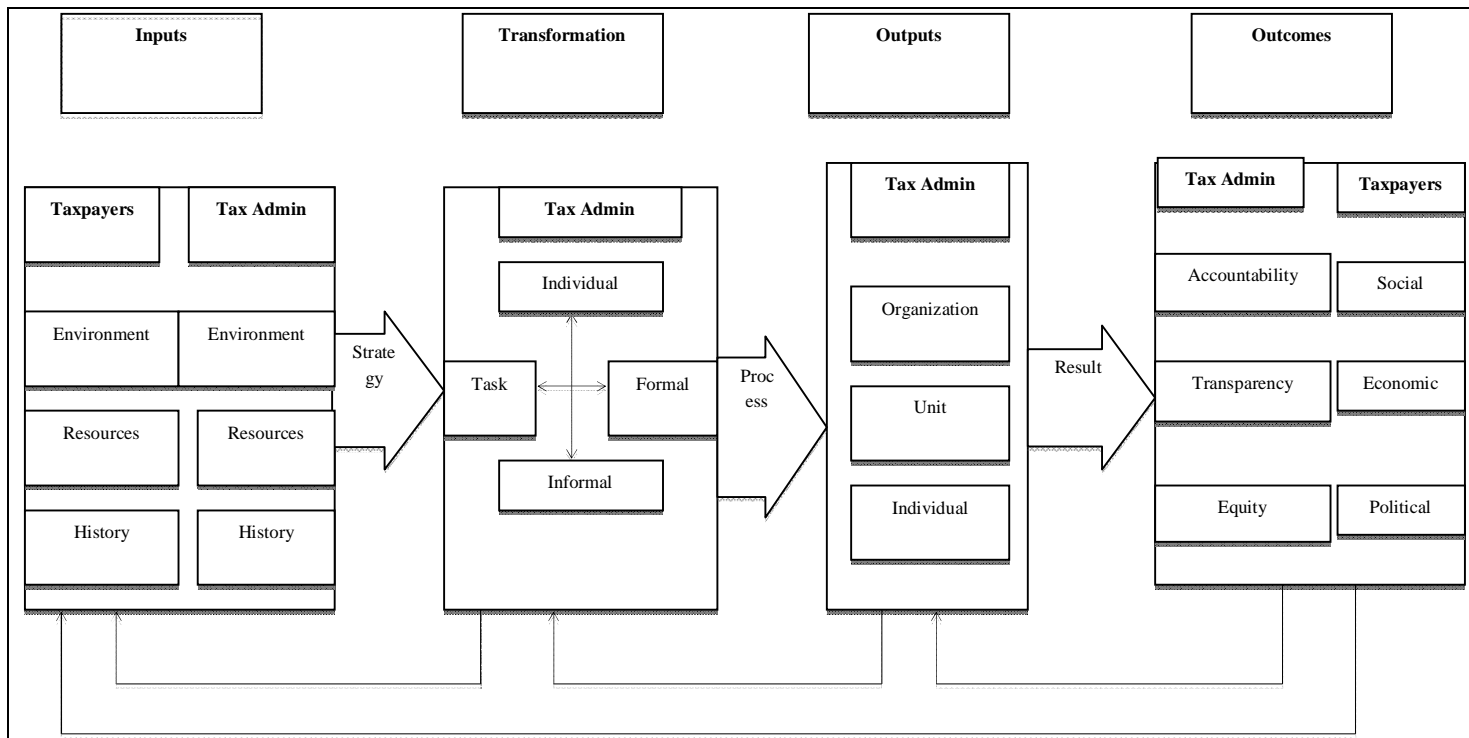 Inputs
Transformation
Outputs
Outcomes
Taxpayers
Tax Admin
Environment
Environment
Resources
Resources
History
History
Strate
gy
Tax Admin
Individual
Task
Formal
Informal
Proc
ess
Tax Admin
Organization
Unit
Individual
Result
Tax Admin
Taxpayers
Accountability
Social
Transparency
Economic
Equity
Political